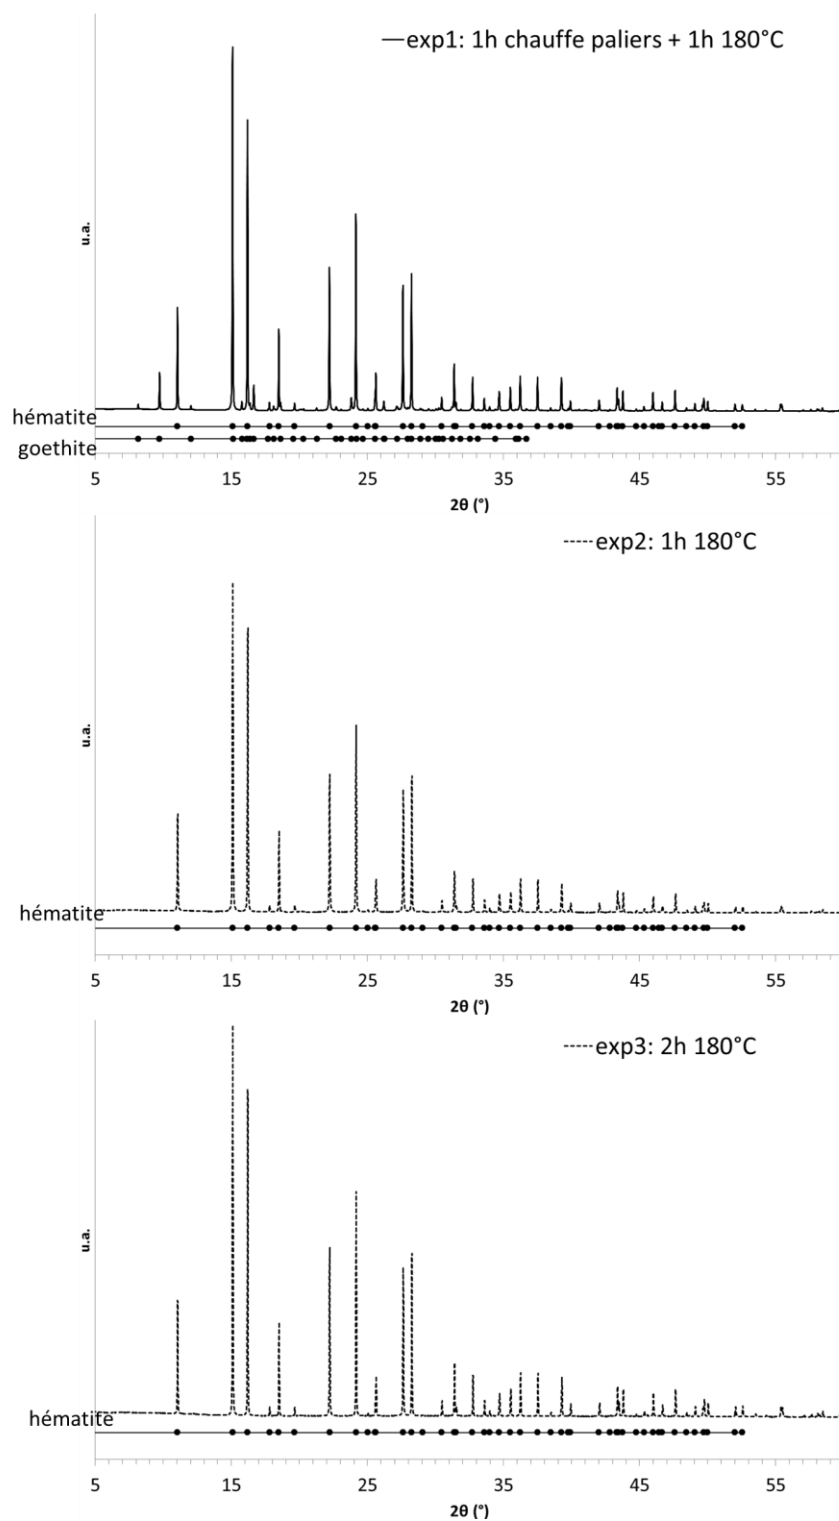 exp1: 1h chauffe paliers + 1h 180°C
u.a.
hématite
goethite
5 15 25 35 45 55
2θ (°)
exp2: 1h 180°C
u.a.
hématite
5 15 25 35 45 55
2θ (°)
exp3: 2h 180°C
u.a.
hématite
5 15 25 35 45 55
2θ (°)